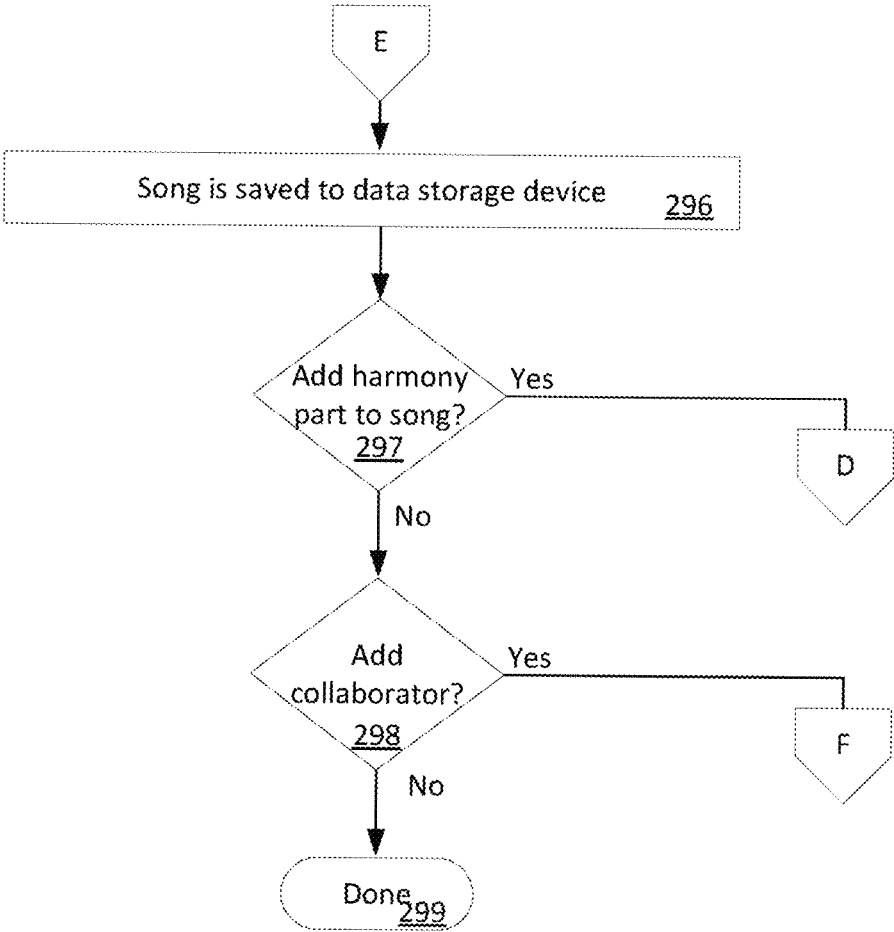 E
Song is saved to data storage device
296
Add harmony
part to song?
297
Yes
D
No
Add
collaborator?
298
Yes
F
No
Done
299